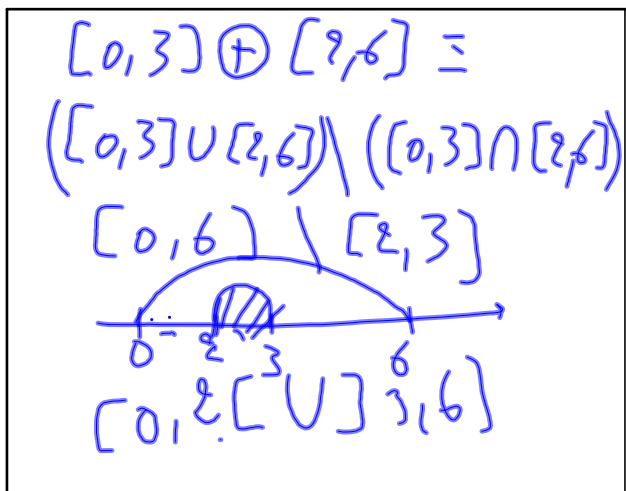 [0,3] ⊕ [2,6] ≡
([0,3] ∪ [2,6]) \ ([0,3] ∩ [2,6])
[0,6) \ [2,3]
0 2 3 6
[0,2[ ∪ ]3,6]